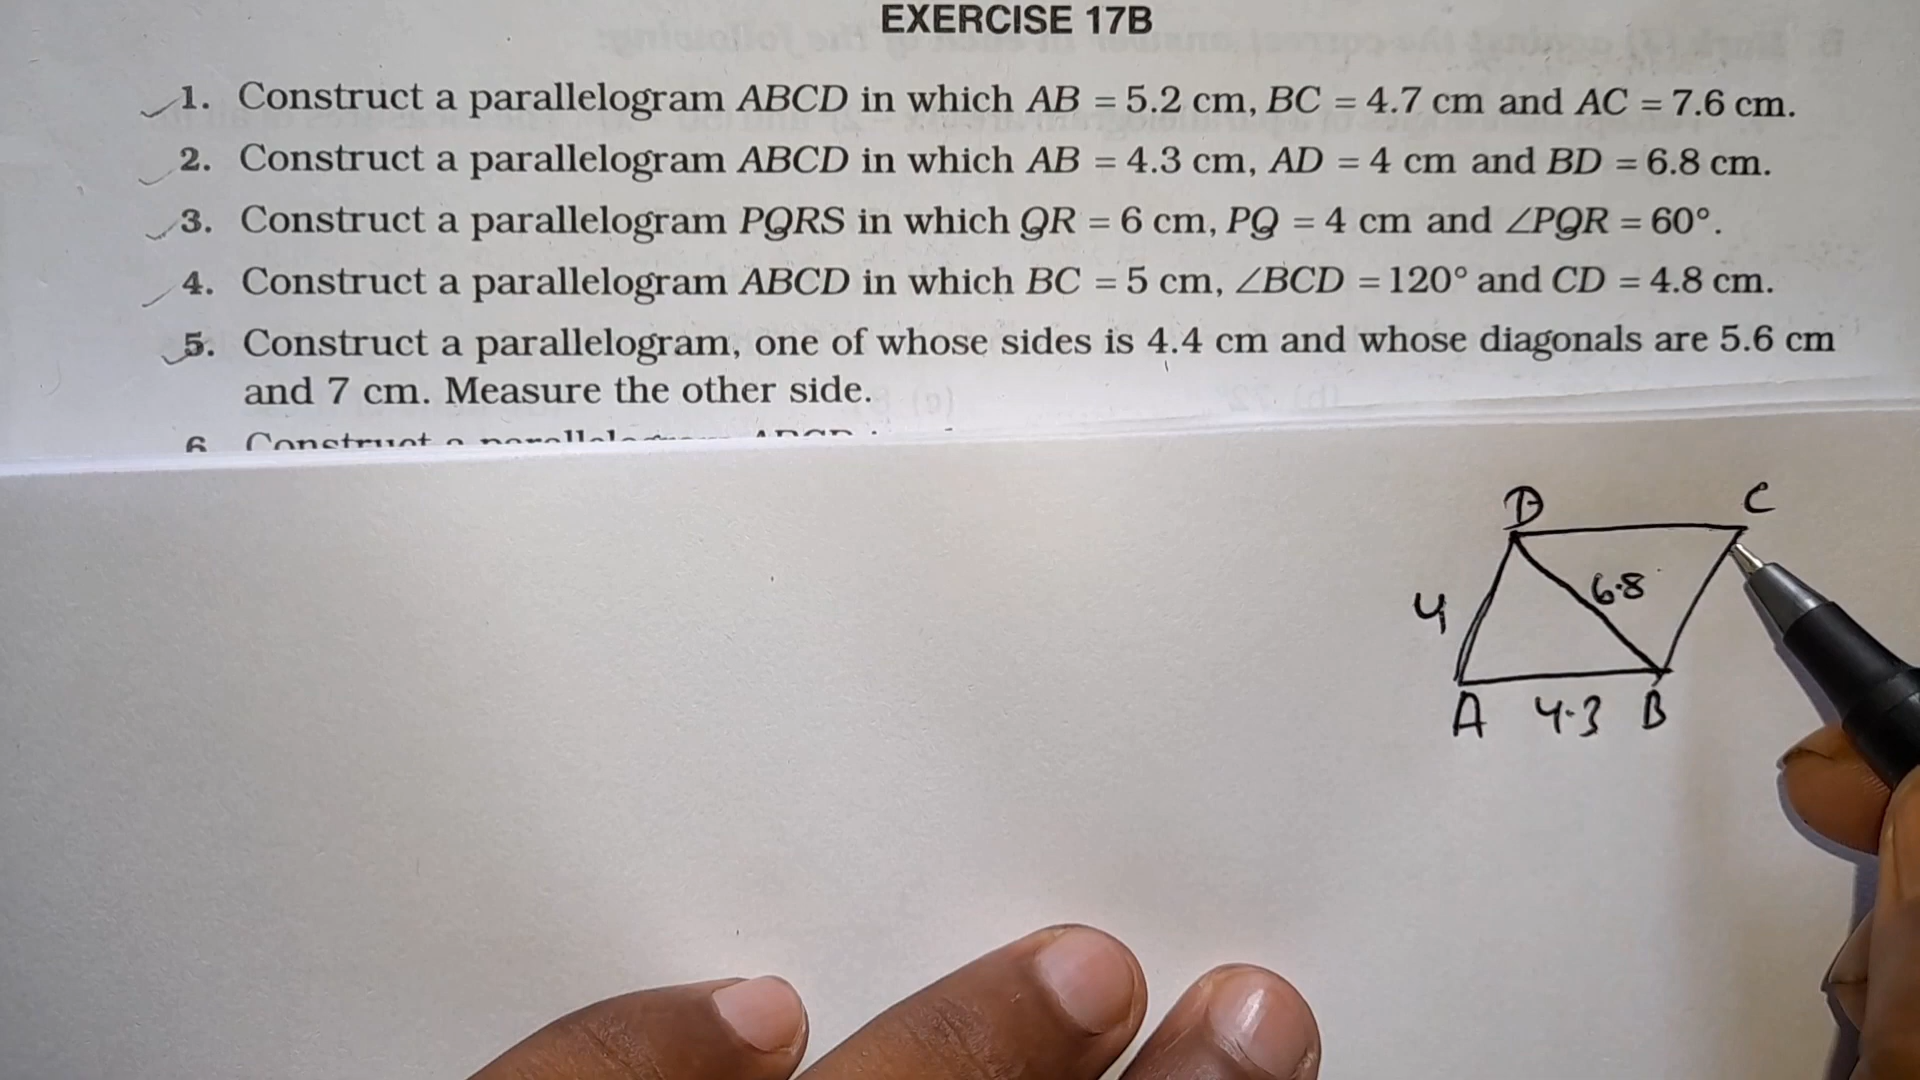 EXERCISE 17B
1. Construct a parallelogram ABCD in which AB = 5.2 cm, BC = 4.7 cm and AC = 7.6 cm.
2. Construct a parallelogram ABCD in which AB = 4.3 cm, AD = 4 cm and BD = 6.8 cm.
3. Construct a parallelogram PQRS in which QR = 6 cm, PQ = 4 cm and ∠PQR = 60°.
4. Construct a parallelogram ABCD in which BC = 5 cm, ∠BCD = 120° and CD = 4.8 cm.
5. Construct a parallelogram, one of whose sides is 4.4 cm and whose diagonals are 5.6 cm
and 7 cm. Measure the other side.
6 Construct a parallelogram ABCD
D C
6.8
4
A 4.3 B